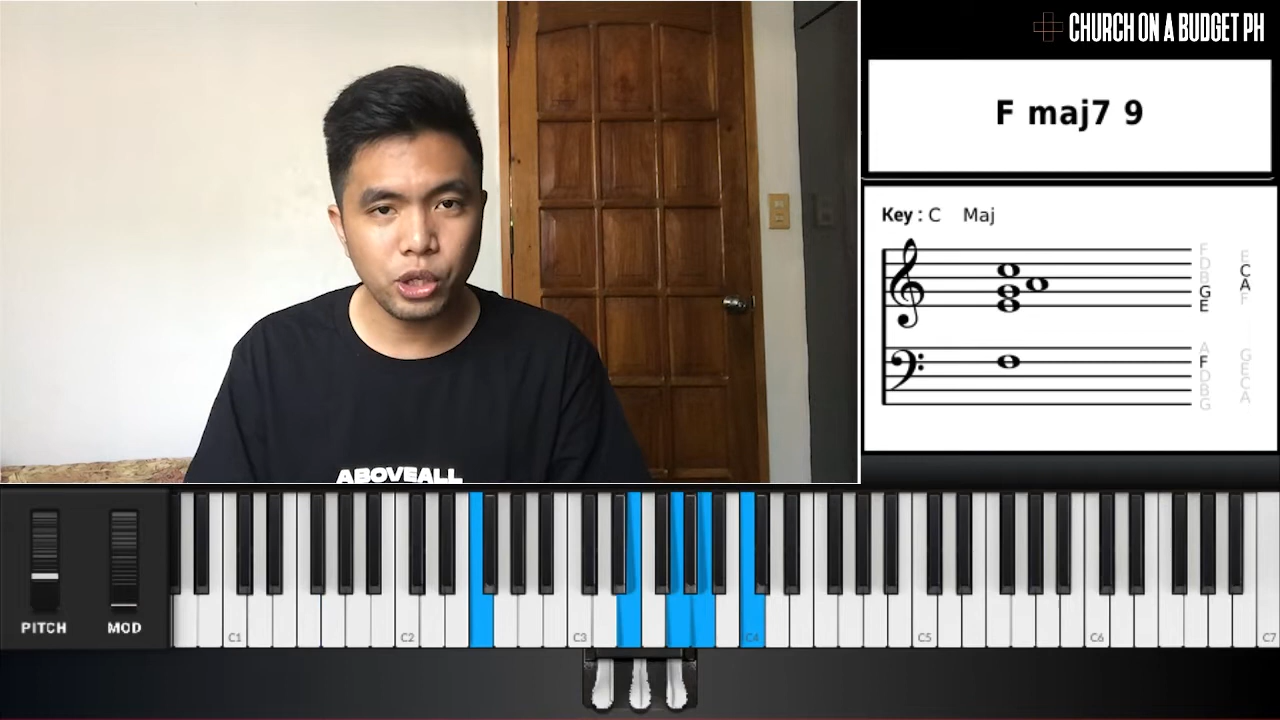 CHURCH ON A BUDGET PH
F maj7 9
Key : C Maj
F
D
B
G
E
E
C
A
F
A
F
D
B
G
G
E
C
A
ABOVEALL
PITCH
MOD
C1
C2
C3
C4
C5
C6
C7